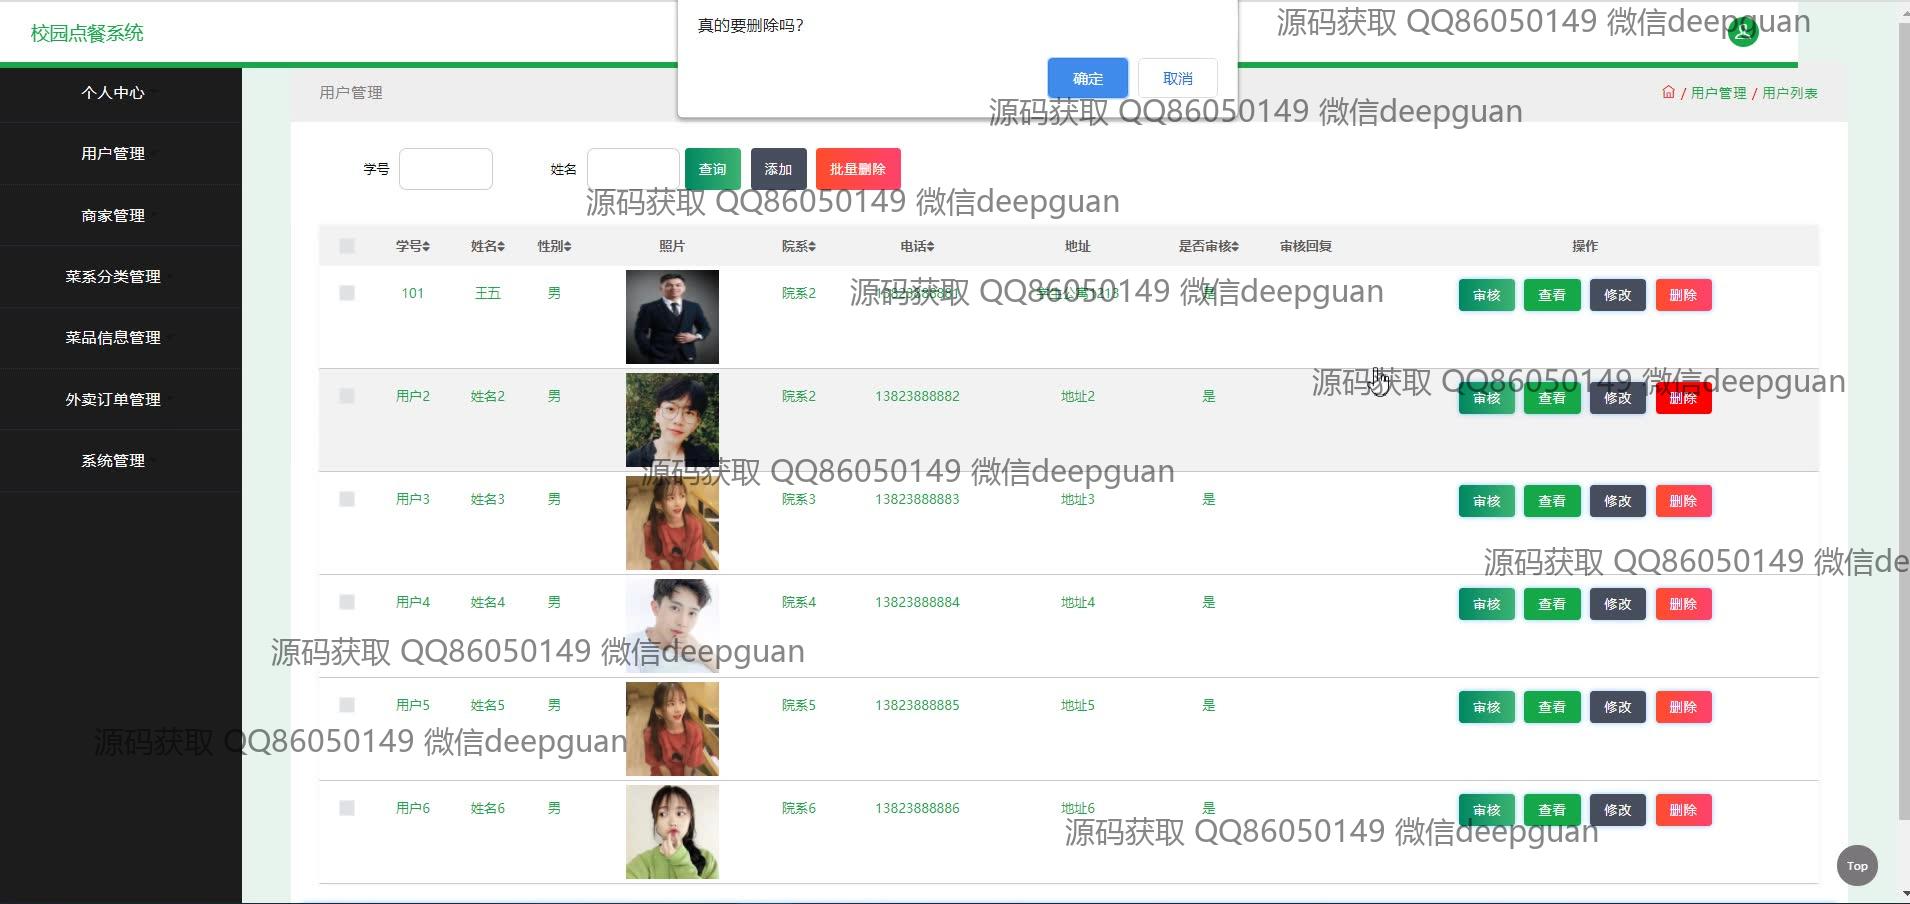 真的要删除吗？
确定 取消
源码获取 QQ86050149 微信deepguan
校园点餐系统
个人中心
用户管理
商家管理
菜系分类管理
菜品信息管理
外卖订单管理
系统管理
用户管理
/ 用户管理 / 用户列表
源码获取 QQ86050149 微信deepguan
学号 姓名 查询 添加 批量删除
源码获取 QQ86050149 微信deepguan
学号 姓名 性别 照片 院系 电话 地址 是否审核 审核回复 操作
101 王五 男 院系2 13823888881 学生公寓1213 是 审核 查看 修改 删除
源码获取 QQ86050149 微信deepguan
用户2 姓名2 男 院系2 13823888882 地址2 是 审核 查看 修改 删除
源码获取 QQ86050149 微信deepguan
源码获取 QQ86050149 微信deepguan
用户3 姓名3 男 院系3 13823888883 地址3 是 审核 查看 修改 删除
源码获取 QQ86050149 微信de
用户4 姓名4 男 院系4 13823888884 地址4 是 审核 查看 修改 删除
源码获取 QQ86050149 微信deepguan
用户5 姓名5 男 院系5 13823888885 地址5 是 审核 查看 修改 删除
源码获取 QQ86050149 微信deepguan
用户6 姓名6 男 院系6 13823888886 地址6 是 审核 查看 修改 删除
源码获取 QQ86050149 微信deepguan
Top